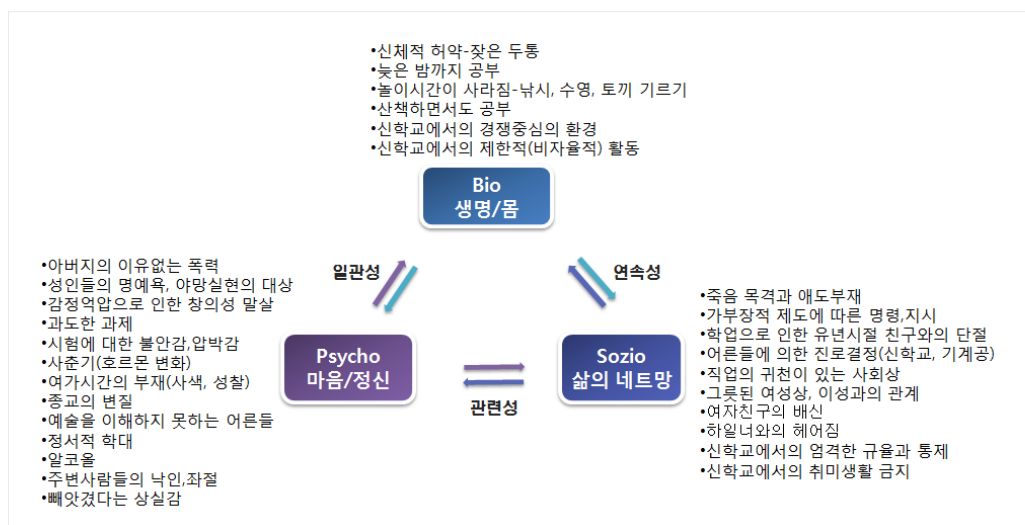 •신체적 허약-잦은 두통
•늦은 밤까지 공부
•놀이시간이 사라짐-낚시, 수영, 토끼 기르기
•산책하면서도 공부
•신학교에서의 경쟁중심의 환경
•신학교에서의 제한적(비자율적) 활동
Bio
생명/몸
일관성
연속성
•아버지의 이유없는 폭력
•성인들의 명예욕, 야망실현의 대상
•감정억압으로 인한 창의성 말살
•과도한 과제
•시험에 대한 불안감,압박감
•사춘기(호르몬 변화)
•여가시간의 부재(사색, 성찰)
•종교의 변질
•예술을 이해하지 못하는 어른들
•정서적 학대
•알코올
•주변사람들의 낙인,좌절
•빼앗겼다는 상실감
Psycho
마음/정신
관련성
Sozio
삶의 네트망
•죽음 목격과 애도부재
•가부장적 제도에 따른 명령,지시
•학업으로 인한 유년시절 친구와의 단절
•어른들에 의한 진로결정(신학교, 기계공)
•직업의 귀천이 있는 사회상
•그릇된 여성상, 이성과의 관계
•여자친구의 배신
•하일너와의 헤어짐
•신학교에서의 엄격한 규율과 통제
•신학교에서의 취미생활 금지